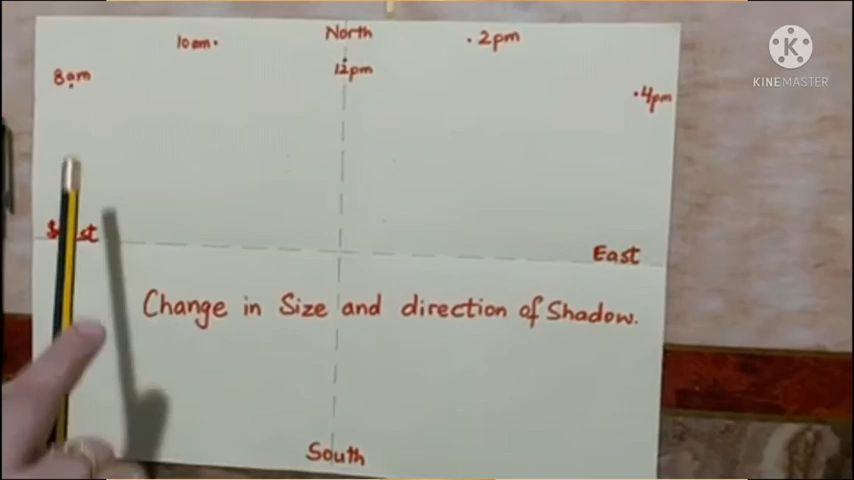 North
10am
2pm
12pm
8am
4pm
East
Change in Size and direction of Shadow.
South
K
KINEMASTER